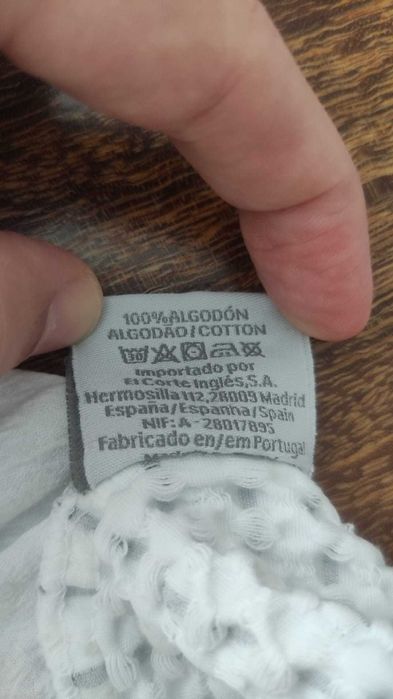 100% ALGODÓN
ALGODÃO/COTTON
Importado por
El Corte Inglés, S.A.
Hermosilla 112, 28009 Madrid
España/Espanha/Spain
NIF: A-28017895
Fabricado en/em Portugal